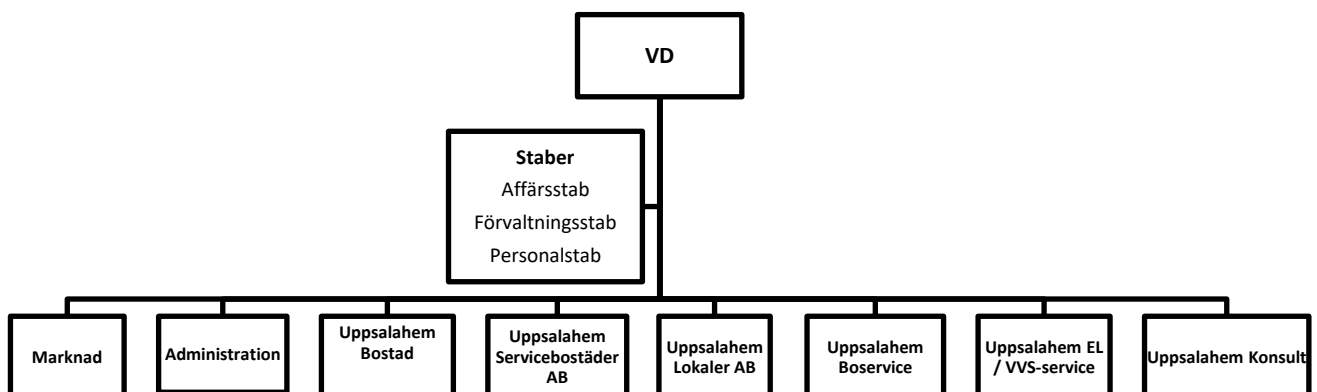 VD
Staber
Affärsstab
Förvaltningsstab
Personalstab
Marknad
Administration
Uppsalahem
Bostad
Uppsalahem
Servicebostäder
AB
Uppsalahem
Lokaler AB
Uppsalahem
Boservice
Uppsalahem EL
/ VVS-service
Uppsalahem Konsult